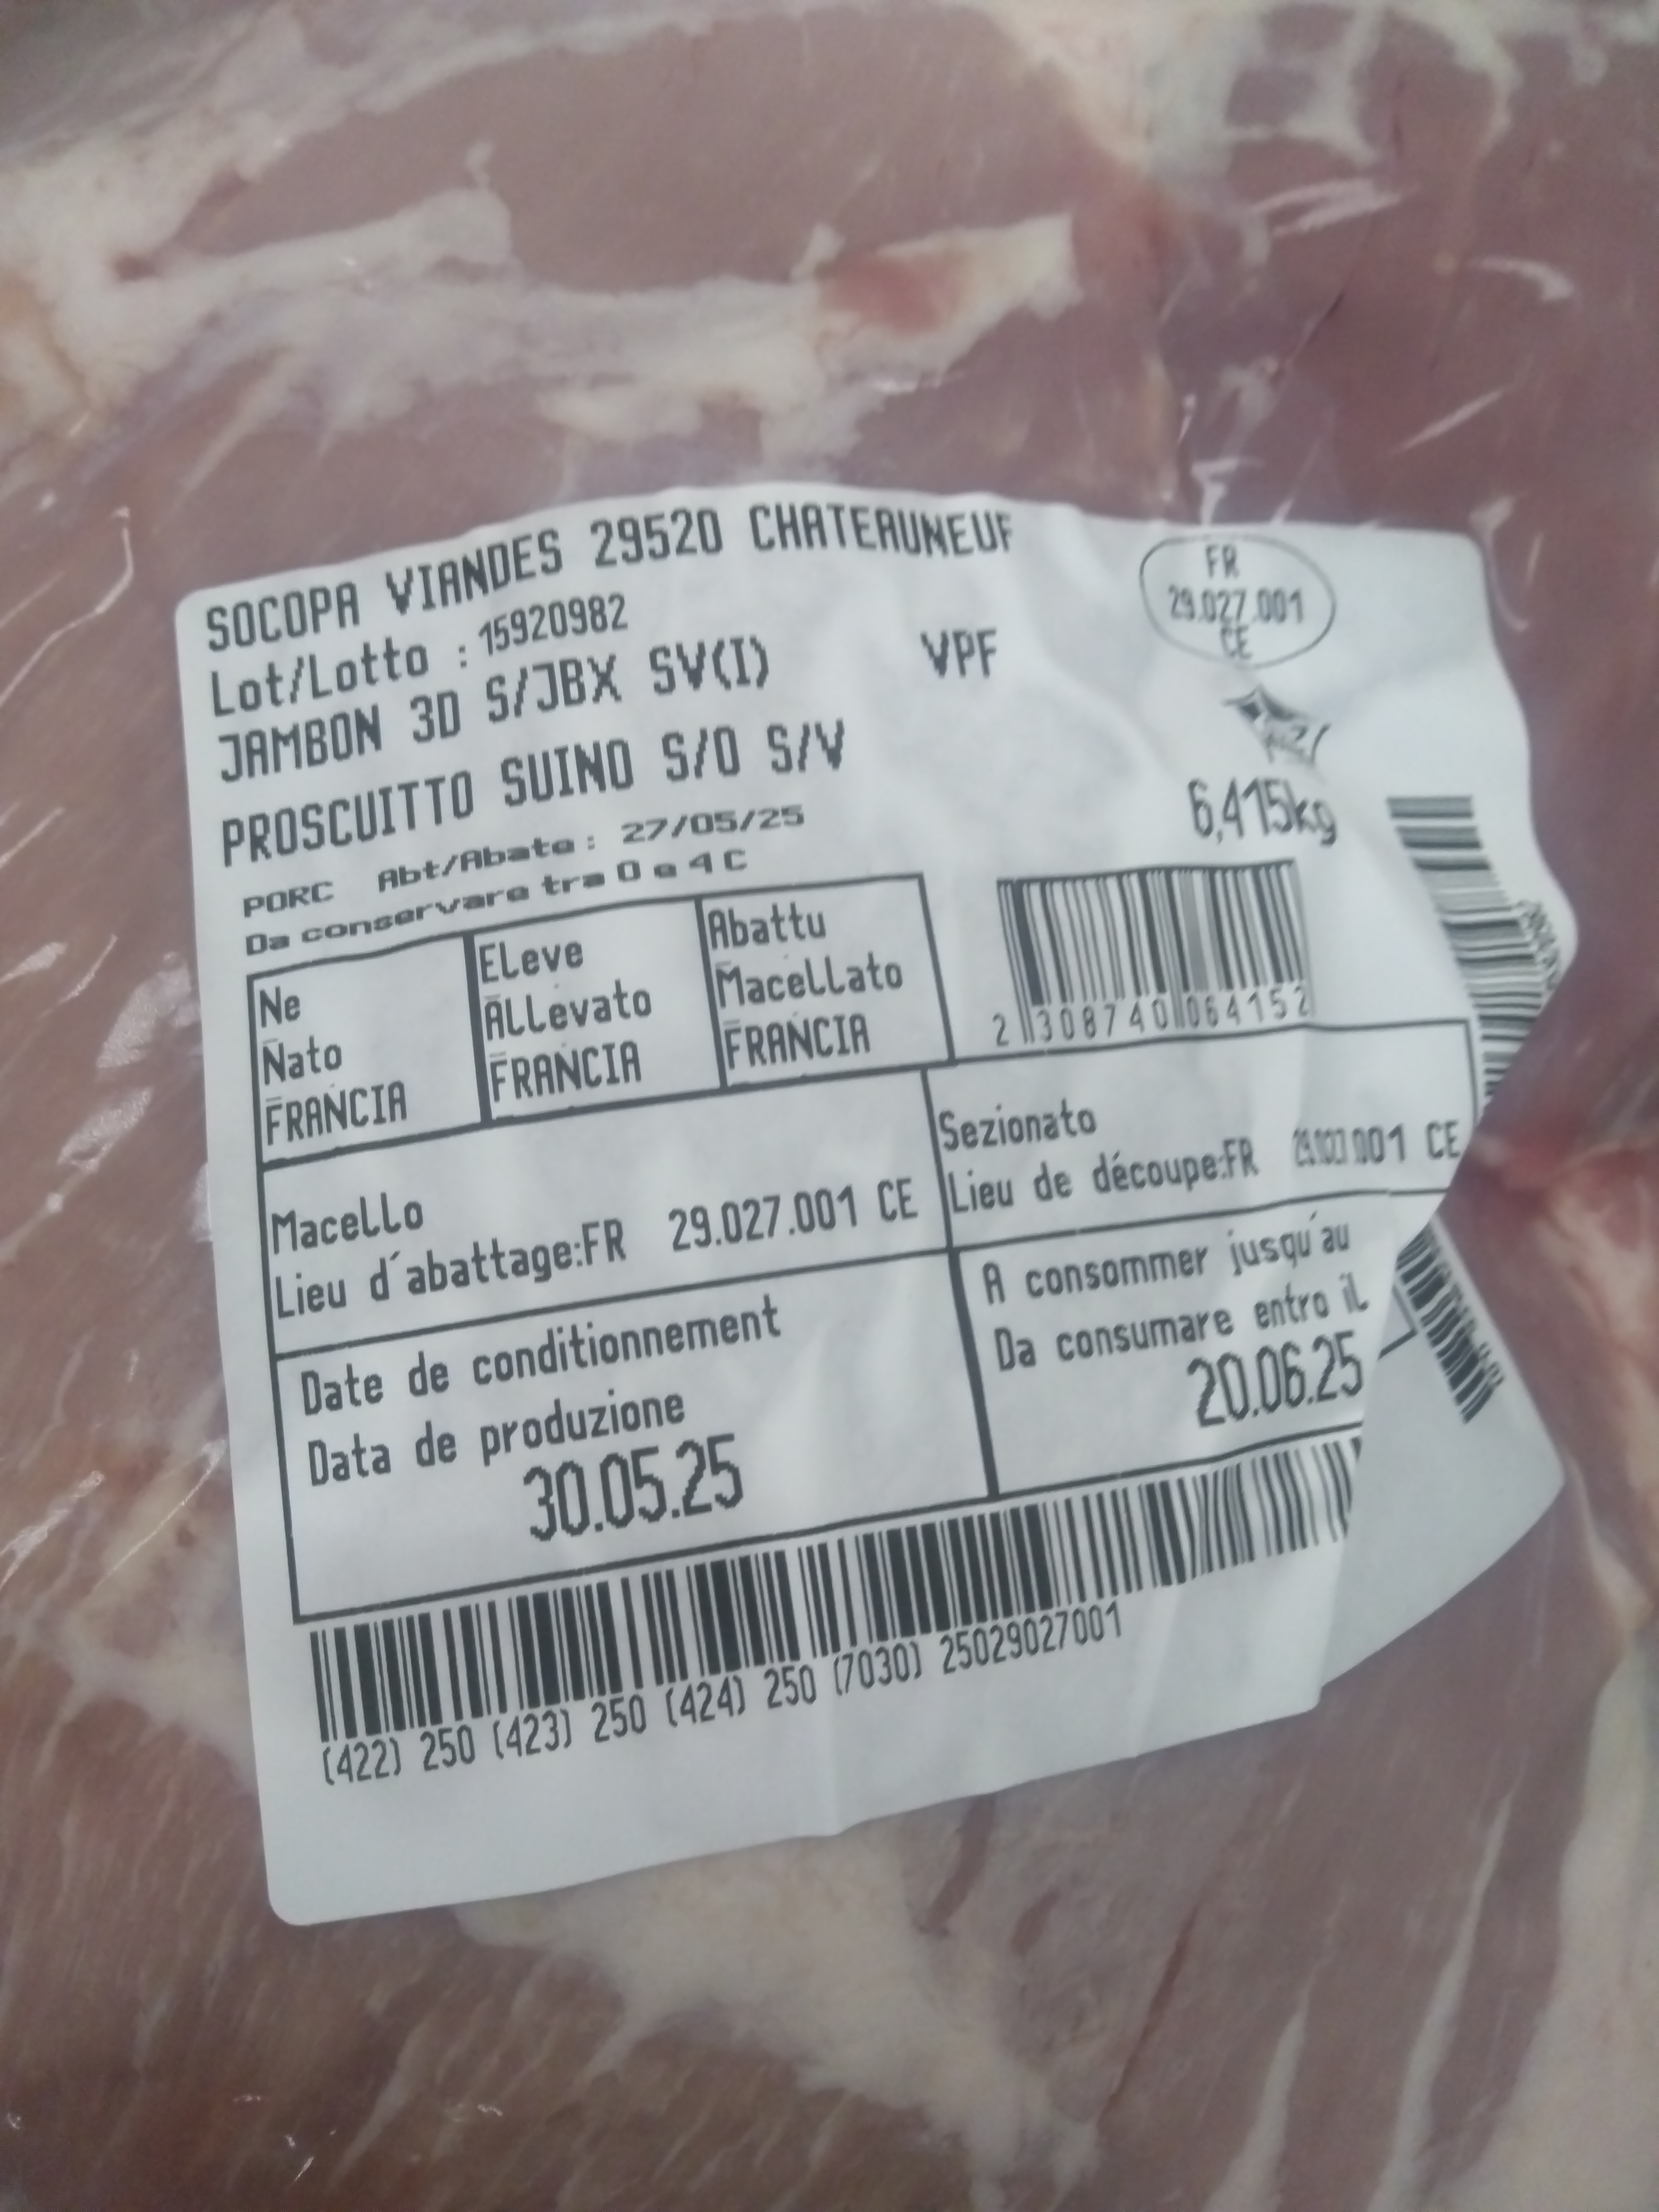 SOCOPA VIANDES 29520 CHATEAUNEUF
Lot/Lotto : 15920982
JAMBON 3D S/JBX SV(I) VPF
PROSCUITTO SUINO S/O S/V
PORC Abt/Abate : 27/05/25
Da conservare tra 0 e 4 C
FR
29.027.001
CE
6,415kg
Ne
Nato
FRANCIA
ELeve
ALLevato
FRANCIA
Abattu
MacelLato
FRANCIA
2 308740 064152
MacelLo
Lieu d'abattage:FR 29.027.001 CE
Sezionato
Lieu de découpe:FR 29.027.001 CE
Date de conditionnement
Data de produzione
30.05.25
A consommer jusqu'au
Da consumare entro iL
20.06.25
(422) 250 (423) 250 (424) 250 (7030) 25029027001